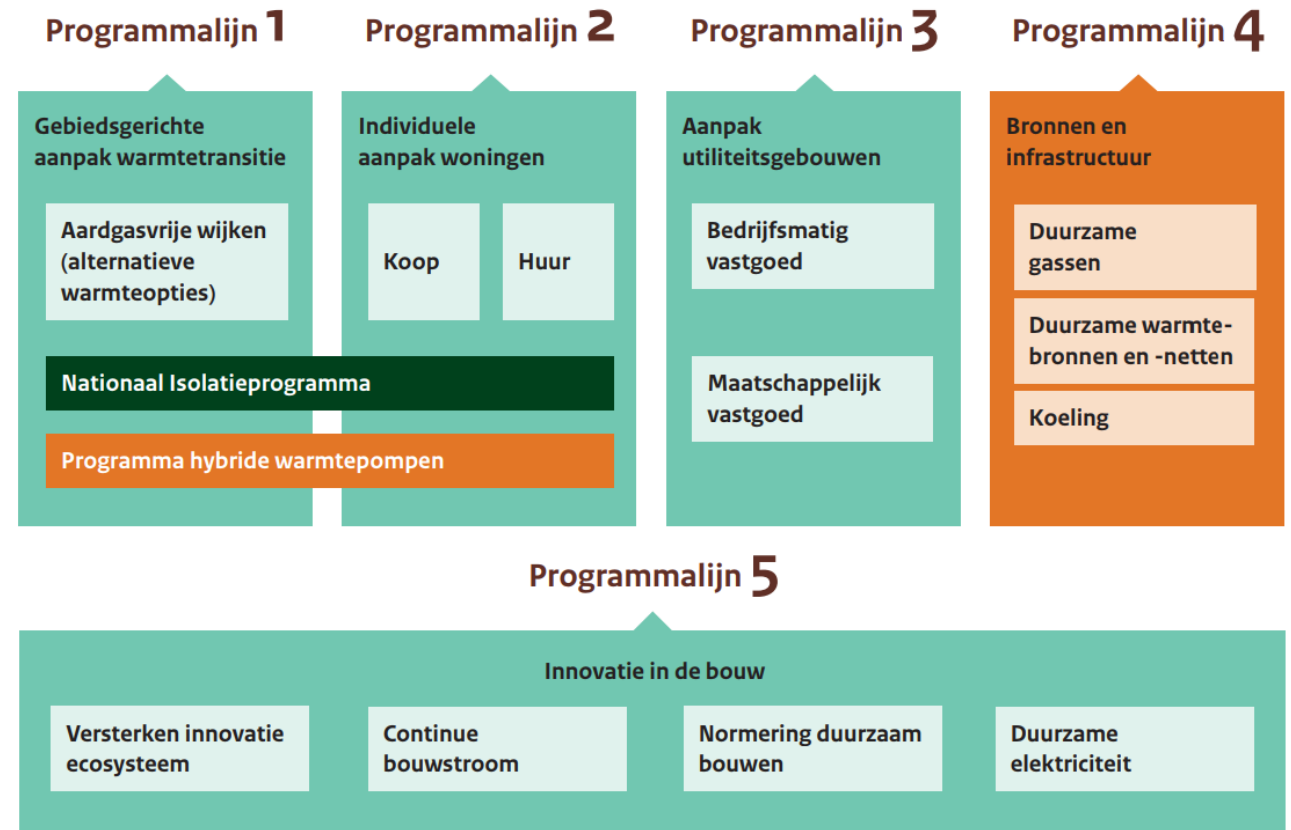 Programmalijn 1
Gebiedsgerichte
aanpak warmtetransitie
Aardgasvrije wijken
(alternatieve
warmteopties)
Programmalijn 2
Individuele
aanpak woningen
Koop
Huur
Nationaal Isolatieprogramma
Programma hybride warmtepompen
Programmalijn 3
Aanpak
utiliteitsgebouwen
Bedrijfsmatig
vastgoed
Maatschappelijk
vastgoed
Programmalijn 4
Bronnen en
infrastructuur
Duurzame
gassen
Duurzame warmte-
bronnen en -netten
Koeling
Programmalijn 5
Innovatie in de bouw
Versterken innovatie
ecosysteem
Continue
bouwstroom
Normering duurzaam
bouwen
Duurzame
elektriciteit